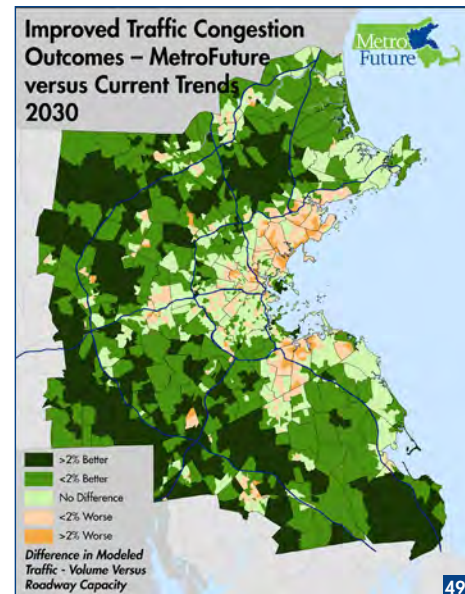 Improved Traffic Congestion
Outcomes – MetroFuture
versus Current Trends
2030
Metro
Future
>2% Better
<2% Better
No Difference
<2% Worse
>2% Worse
Difference in Modeled
Traffic - Volume Versus
Roadway Capacity
49